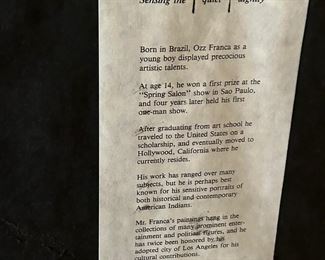 Sensing the quiet dignity
Born in Brazil, Ozz Franca as a
young boy displayed precocious
artistic talents.
At age 14, he won a first prize at the
"Spring Salon" show in Sao Paulo,
and four years later held his first
one-man show.
After graduating from art school he
traveled to the United States on a
scholarship, and eventually moved to
Hollywood, California where he
currently resides.
His work has ranged over many
subjects, but he is perhaps best
known for his sensitive portraits of
both historical and contemporary
American Indians.
Mr. Franca's paintings hang in the
collections of many prominent enter-
tainment and political figures, and he
has twice been honored by his
adopted city of Los Angeles for his
cultural contributions.